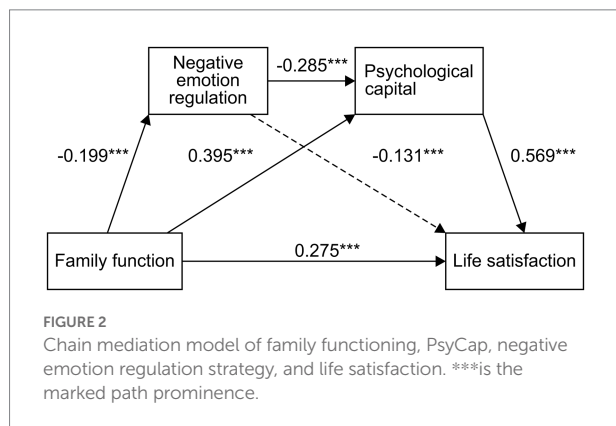 Negative
emotion
regulation
-0.285***
Psychological
capital
-0.199***
0.395***
-0.131***
0.569***
Family function
0.275***
Life satisfaction
FIGURE 2
Chain mediation model of family functioning, PsyCap, negative
emotion regulation strategy, and life satisfaction. ***is the
marked path prominence.